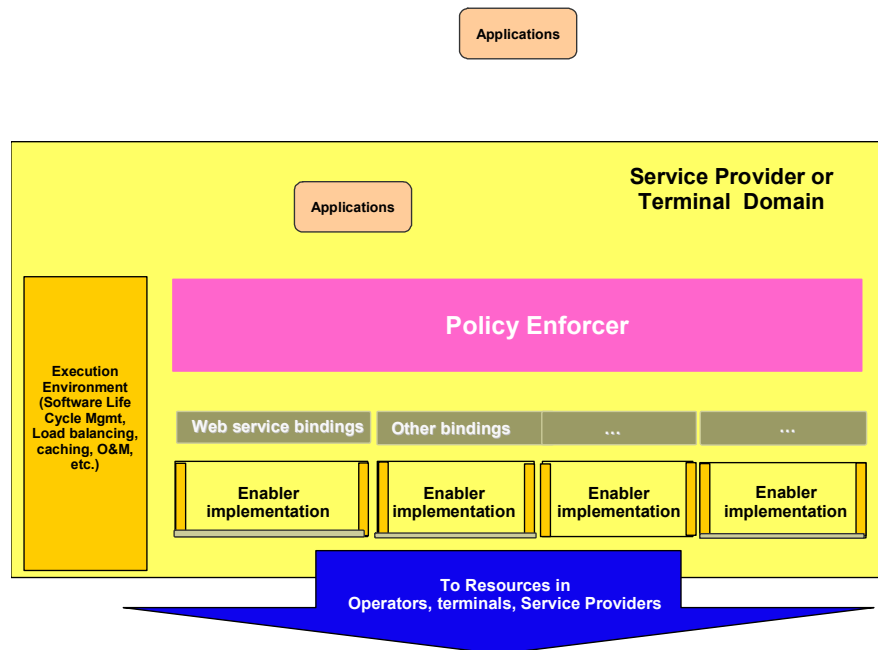 Applications
Service Provider or
Terminal Domain
Applications
Policy Enforcer
Execution
Environment
(Software Life
Cycle Mgmt,
Load balancing,
caching, O&M,
etc.)
Web service bindings
Other bindings
...
...
Enabler
implementation
Enabler
implementation
Enabler
implementation
Enabler
implementation
To Resources in
Operators, terminals, Service Providers